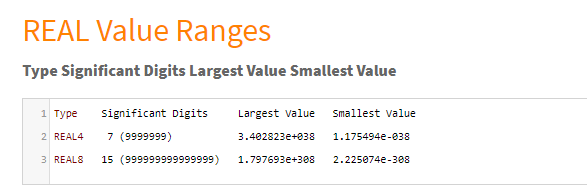 REAL Value Ranges
Type Significant Digits Largest Value Smallest Value
1 Type Significant Digits Largest Value Smallest Value
2 REAL4 7 (9999999) 3.402823e+038 1.175494e-038
3 REAL8 15 (999999999999999) 1.797693e+308 2.225074e-308